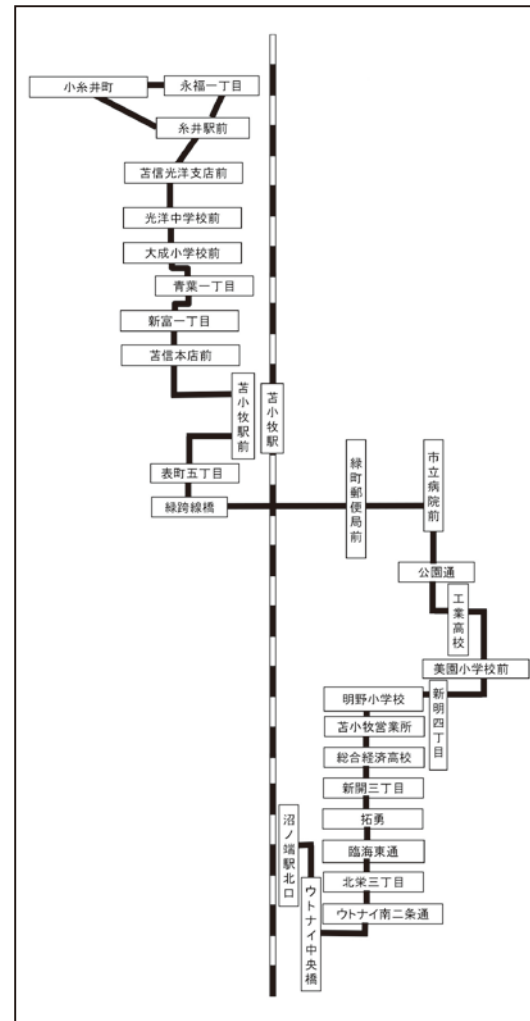 小糸井町
永福一丁目
糸井駅前
苫信光洋支店前
光洋中学校前
大成小学校前
青葉一丁目
新富一丁目
苫信本店前
苫小牧駅前
苫小牧駅
表町五丁目
緑跨線橋
緑町郵便局前
市立病院前
公園通
工業高校
美園小学校前
新明四丁目
明野小学校
苫小牧営業所
総合経済高校
新開三丁目
拓勇
臨海東通
北栄三丁目
ウトナイ南二条通
ウトナイ中央橋
沼ノ端駅北口